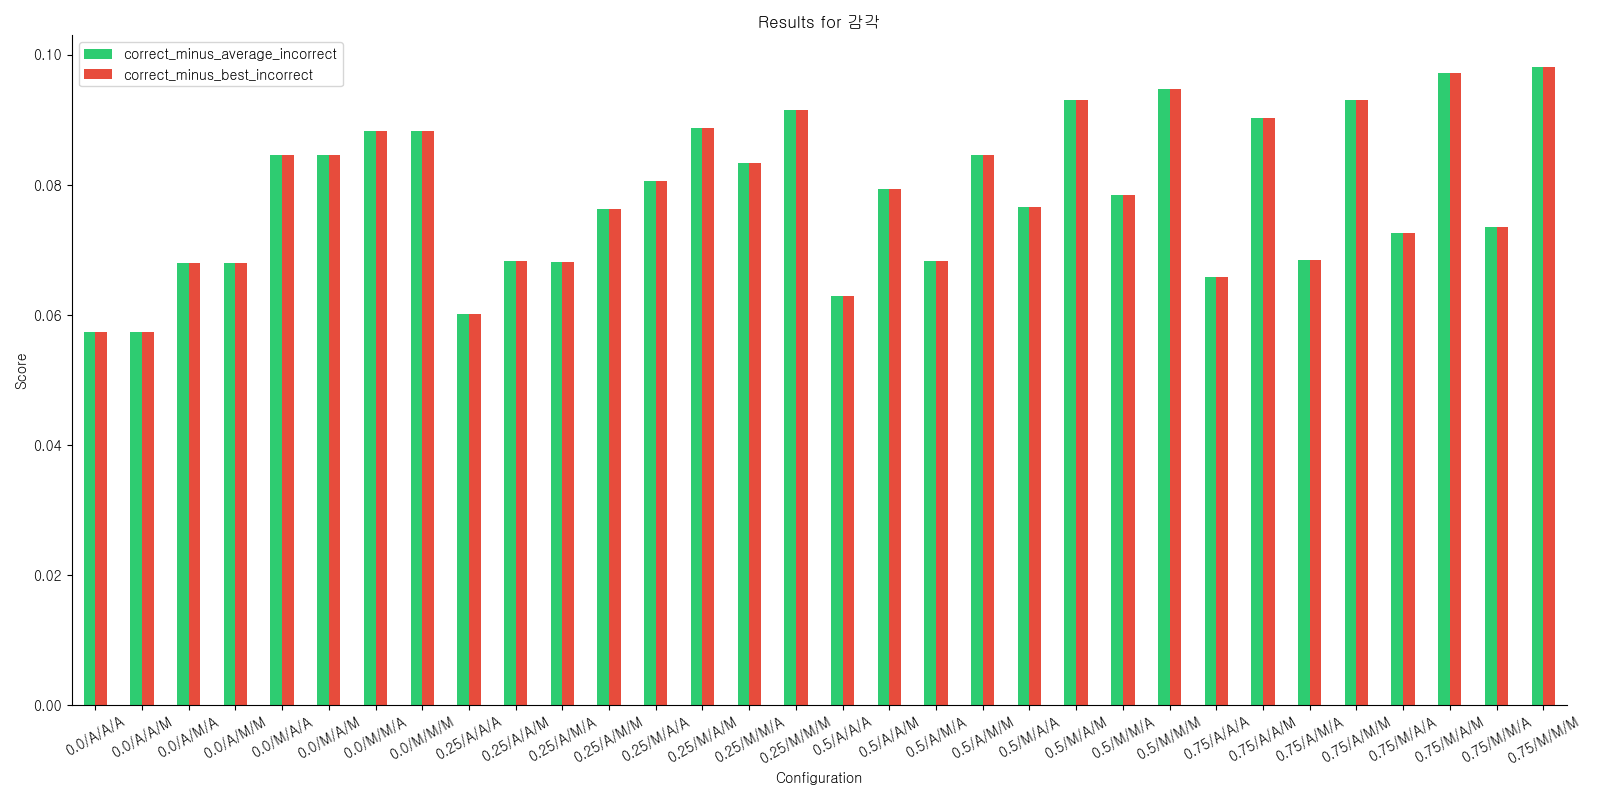 Results for 감각
correct_minus_average_incorrect
correct_minus_best_incorrect
0.10
0.08
0.06
0.04
0.02
0.00
Score
0.0/A/A/A
0.0/A/A/M
0.0/A/M/A
0.0/A/M/M
0.0/M/A/A
0.0/M/A/M
0.0/M/M/A
0.0/M/M/M
0.25/A/A/A
0.25/A/A/M
0.25/A/M/A
0.25/A/M/M
0.25/M/A/A
0.25/M/A/M
0.25/M/M/A
0.25/M/M/M
0.5/A/A/A
0.5/A/A/M
0.5/A/M/A
0.5/A/M/M
0.5/M/A/A
0.5/M/A/M
0.5/M/M/A
0.5/M/M/M
0.75/A/A/A
0.75/A/A/M
0.75/A/M/A
0.75/A/M/M
0.75/M/A/A
0.75/M/A/M
0.75/M/M/A
0.75/M/M/M
Configuration